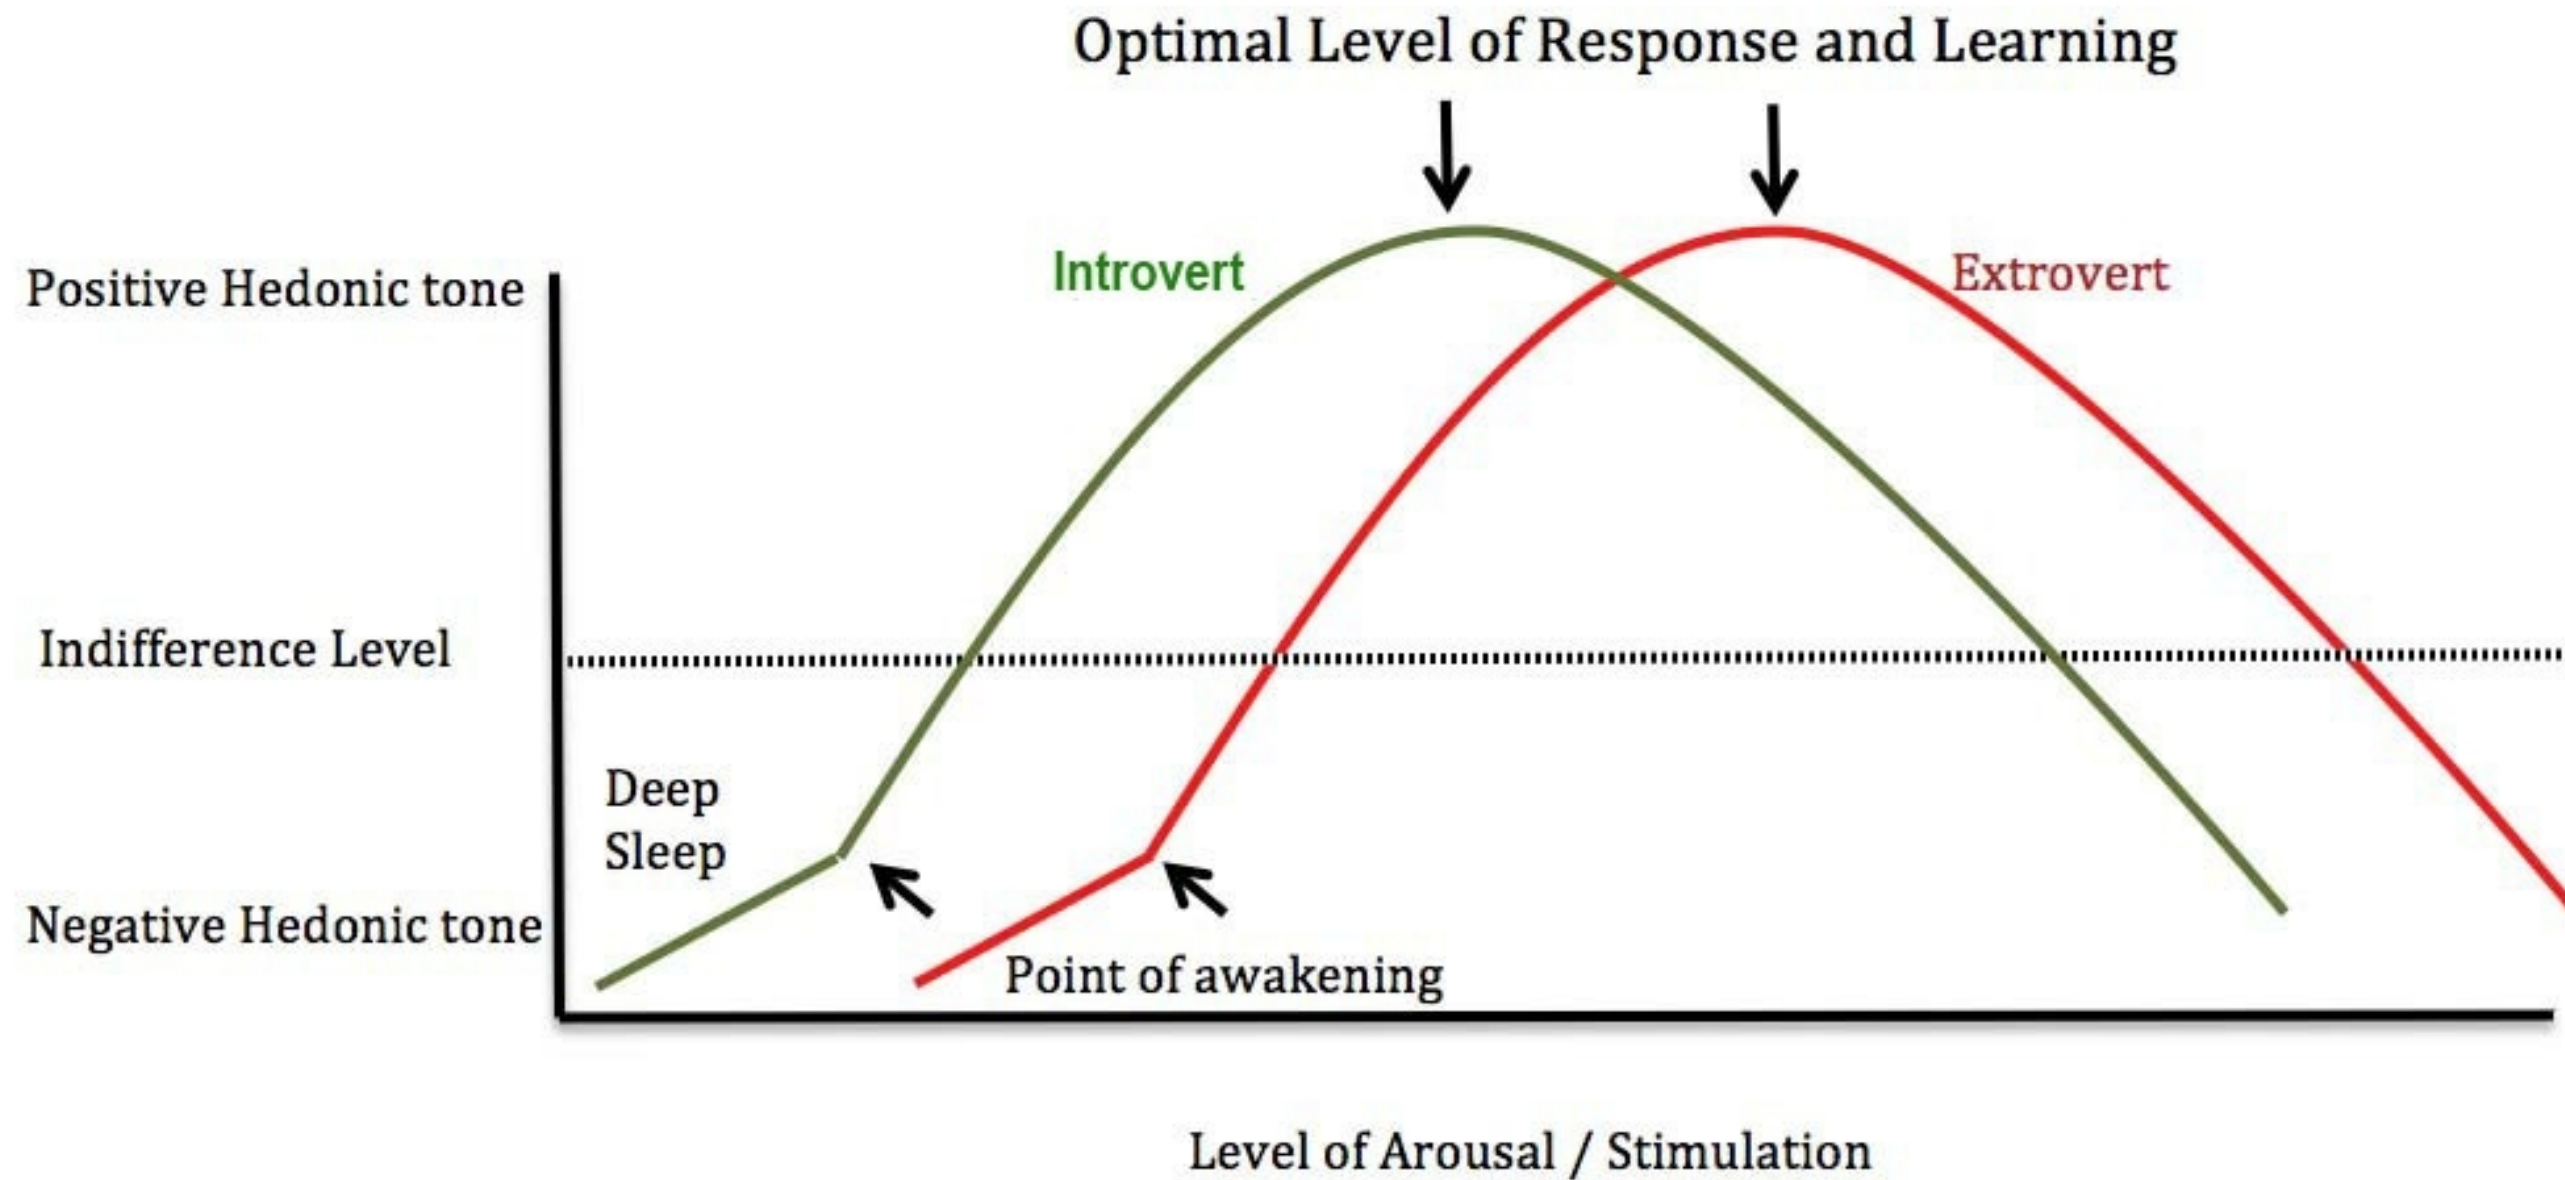 Optimal Level of Response and Learning
Introvert
Extrovert
Positive Hedonic tone
Indifference Level
Deep
Sleep
Negative Hedonic tone
Point of awakening
Level of Arousal / Stimulation